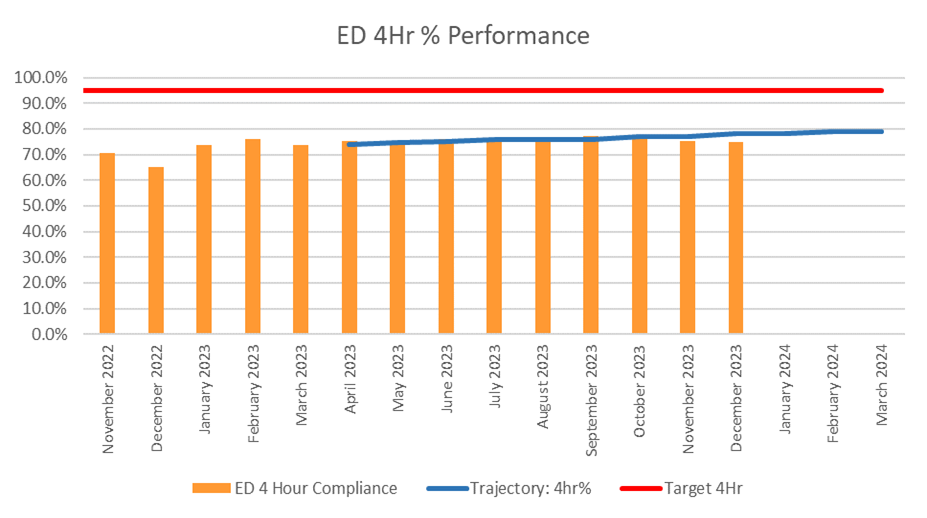 ED 4Hr % Performance
100.0%
90.0%
80.0%
70.0%
60.0%
50.0%
40.0%
30.0%
20.0%
10.0%
0.0%
November 2022
December 2022
January 2023
February 2023
March 2023
April 2023
May 2023
June 2023
July 2023
August 2023
September 2023
October 2023
November 2023
December 2023
January 2024
February 2024
March 2024
ED 4 Hour Compliance
Trajectory: 4hr%
Target 4Hr